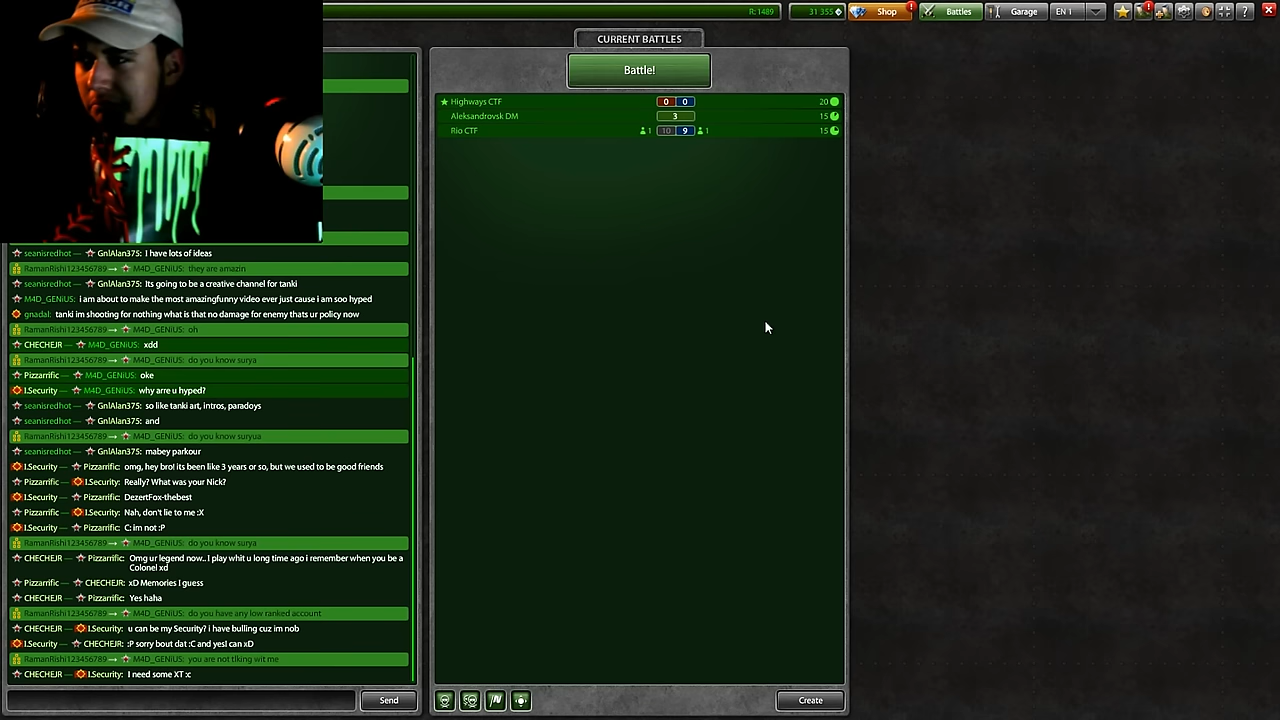 R: 1489
31 355
Shop
Battles
Garage
EN 1
CURRENT BATTLES
Battle!
Highways CTF 0 0 20
Aleksandrovsk DM 3 15
Rio CTF 1 10 9 1 15
seanisredhot — GnlAlan375: I have lots of ideas
RamanRishi123456789 → M4D_GENiUS: they are amazin
seanisredhot — GnlAlan375: Its going to be a creative channel for tanki
M4D_GENiUS: i am about to make the most amazingfunny video ever just cause i am soo hyped
gnadal: tanki im shooting for nothing what is that no damage for enemy thats ur policy now
RamanRishi123456789 → M4D_GENiUS: oh
CHECHEJR — M4D_GENiUS: xdd
RamanRishi123456789 → M4D_GENiUS: do you know surya
Pizzarrific — M4D_GENiUS: oke
I.Security — M4D_GENiUS: why arre u hyped?
seanisredhot — GnlAlan375: so like tanki art, intros, paradoys
seanisredhot — GnlAlan375: and
RamanRishi123456789 → M4D_GENiUS: do you know suryua
seanisredhot — GnlAlan375: mabey parkour
I.Security — Pizzarrific: omg, hey bro! its been like 3 years or so, but we used to be good friends
Pizzarrific — I.Security: Really? What was your Nick?
I.Security — Pizzarrific: DezertFox-thebest
Pizzarrific — I.Security: Nah, don't lie to me :X
I.Security — Pizzarrific: C: im not :P
RamanRishi123456789 → M4D_GENiUS: do you know surya
CHECHEJR — Pizzarrific: Omg ur legend now.. I play whit u long time ago i remember when you be a
Colonel xd
Pizzarrific — CHECHEJR: xD Memories I guess
CHECHEJR — Pizzarrific: Yes haha
RamanRishi123456789 → M4D_GENiUS: do you have any low ranked account
CHECHEJR — I.Security: u can be my Security? i have bulling cuz im nob
I.Security — CHECHEJR: :P sorry bout dat :C and yesI can xD
RamanRishi123456789 → M4D_GENiUS: you are not tlking wit me
CHECHEJR — I.Security: I need some XT :c
Send
Create